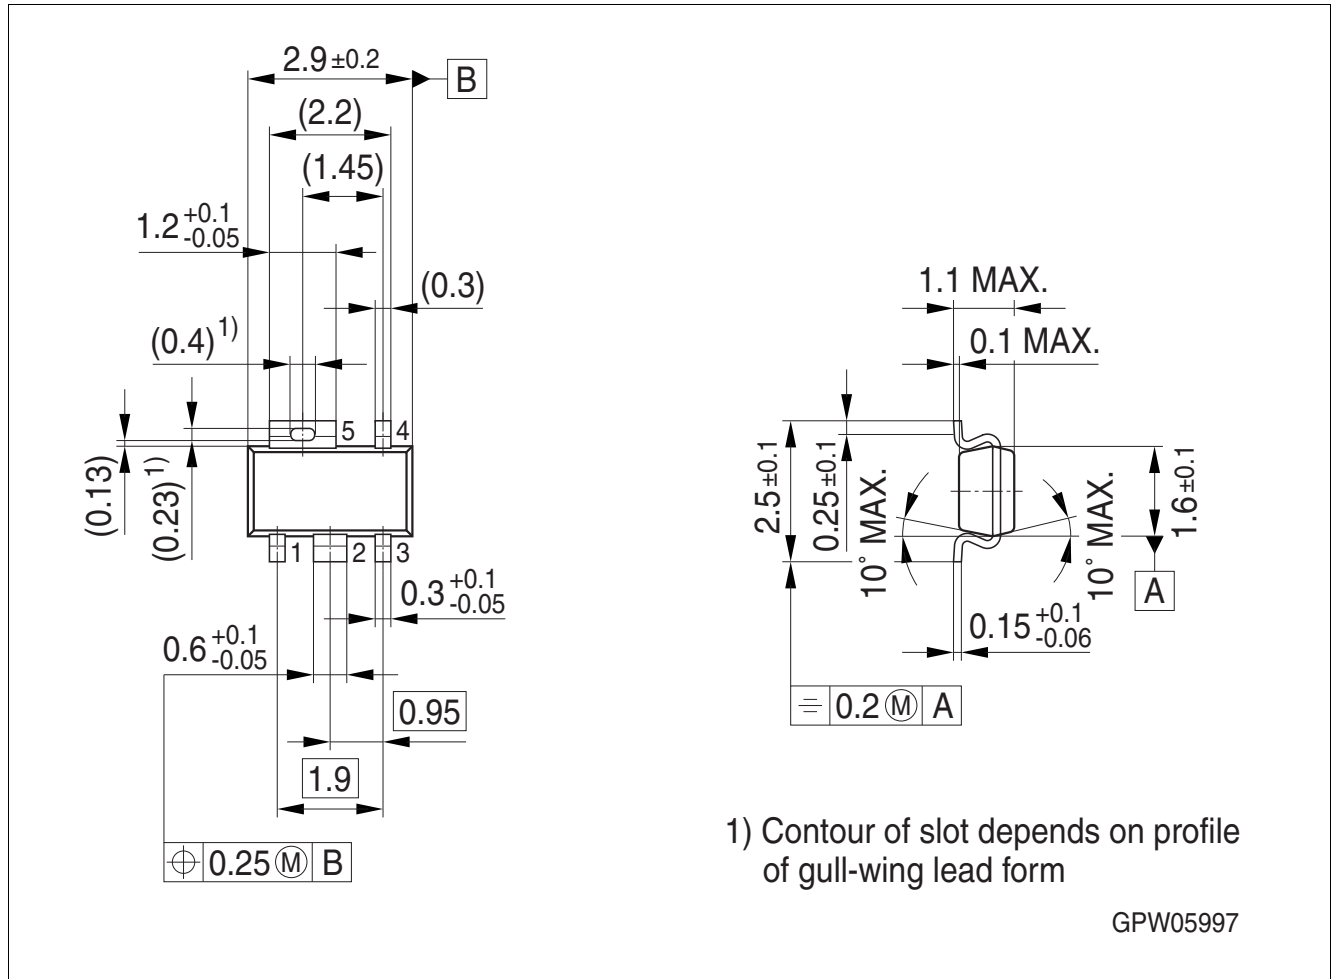 2.9 ±0.2
B
(2.2)
(1.45)
1.2 +0.1 -0.05
(0.3)
(0.4) 1)
5
4
(0.13)
(0.23) 1)
1
2
3
0.3 +0.1 -0.05
0.6 +0.1 -0.05
0.95
1.9
⌖ 0.25 Ⓜ B
1.1 MAX.
0.1 MAX.
2.5 ±0.1
0.25 ±0.1
10° MAX.
10° MAX.
1.6 ±0.1
A
0.15 +0.1 -0.06
⌯ 0.2 Ⓜ A
1) Contour of slot depends on profile
of gull-wing lead form
GPW05997